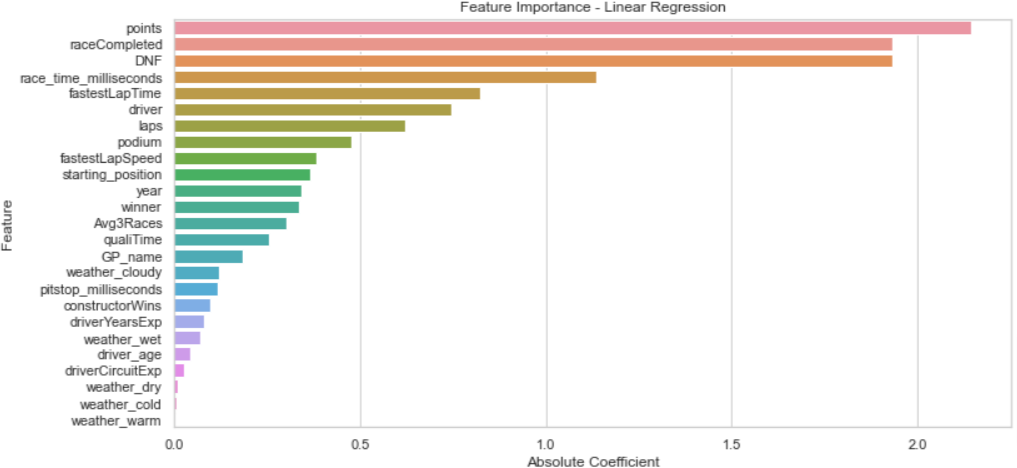 Feature Importance - Linear Regression
points
raceCompleted
DNF
race_time_milliseconds
fastestLapTime
driver
laps
podium
fastestLapSpeed
starting_position
year
winner
Avg3Races
qualiTime
GP_name
weather_cloudy
pitstop_milliseconds
constructorWins
driverYearsExp
weather_wet
driver_age
driverCircuitExp
weather_dry
weather_cold
weather_warm
Feature
0.0 0.5 1.0 1.5 2.0
Absolute Coefficient